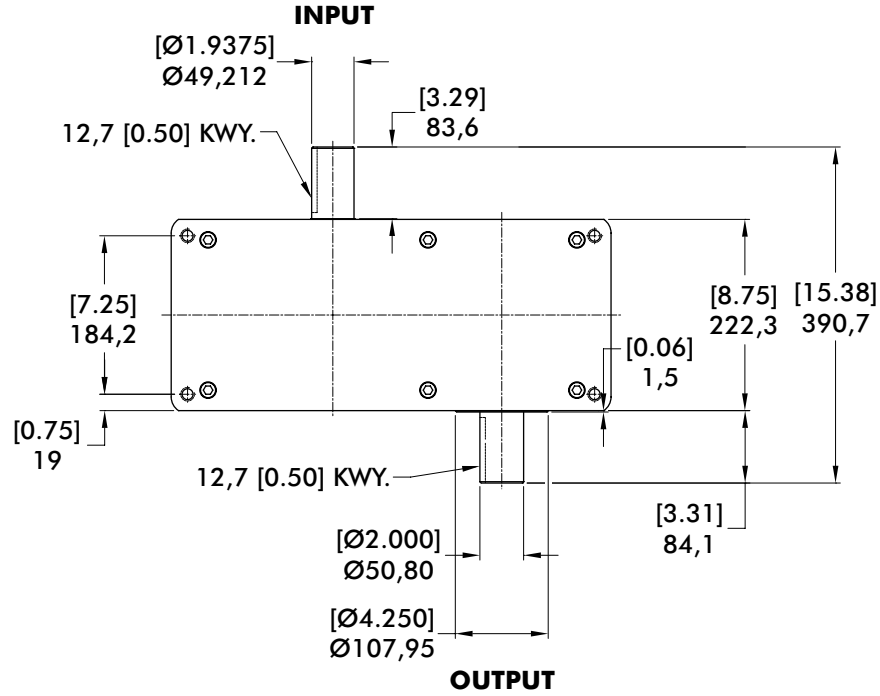 INPUT
[Ø1.9375]
Ø49,212
[3.29]
83,6
12,7 [0.50] KWY.
[7.25]
184,2
[8.75]
222,3
[15.38]
390,7
[0.06]
1,5
[0.75]
19
12,7 [0.50] KWY.
[3.31]
84,1
[Ø2.000]
Ø50,80
[Ø4.250]
Ø107,95
OUTPUT